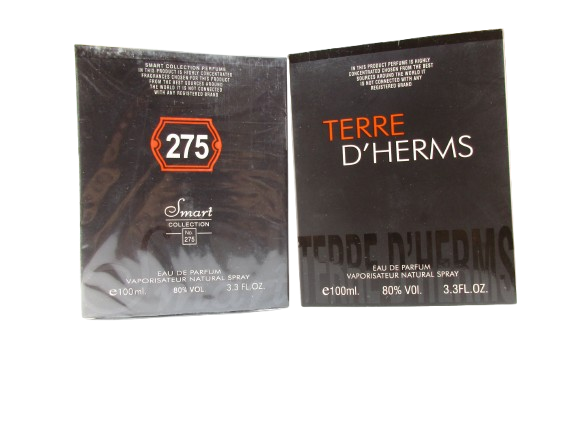 SMART COLLECTION PERFUMS
IN THIS PRODUCT IS HIGHLY CONCENTRATED
FRAGRANCES CHOSEN FOR THIS PRODUCT
FROM THE BEST SOURCES AROUND
THE WORLD IT IS NOT CONNECTED
WITH ANY REGISTERED BRAND
275
Smart
COLLECTION
No.
275
EAU DE PARFUM
VAPORISATEUR NATURAL SPRAY
e100ml. 80% VOL. 3.3 FL.OZ.
IN THIS PRODUCT PERFUME IS HIGHLY
CONCENTRATED CHOSEN FROM THE BEST
SOURCES AROUND THE WORLD IT
IS NOT CONNECTED WITH ANY
REGISTERED BRAND
TERRE
D'HERMS
TERRE D'HERMS
EAU DE PARFUM
VAPORISATEUR NATURAL SPRAY
e100ml. 80% VOL. 3.3FL.OZ.